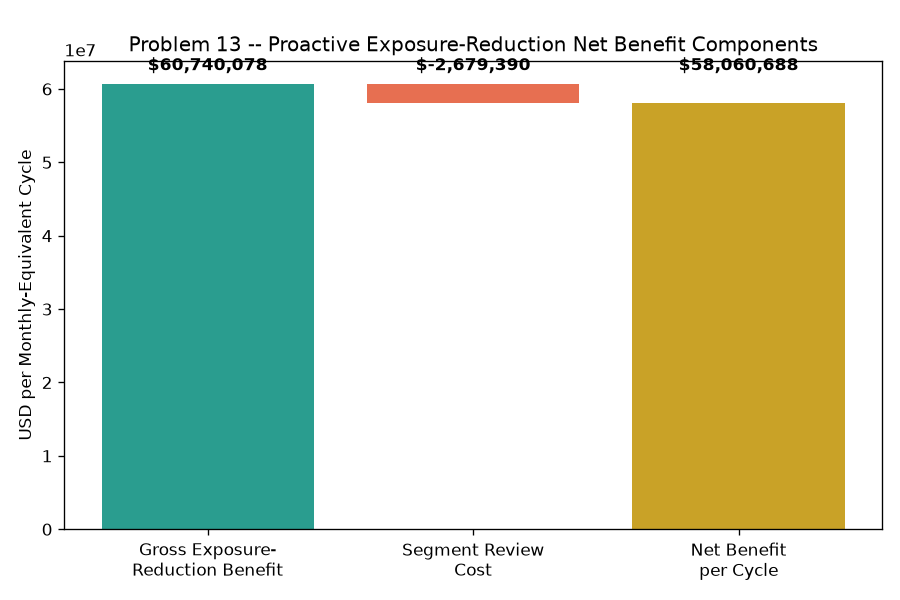 Problem 13 -- Proactive Exposure-Reduction Net Benefit Components
1e7
$60,740,078 $-2,679,390 $58,060,688
6
5
4
3
2
1
0
USD per Monthly-Equivalent Cycle
Gross Exposure-
Reduction Benefit
Segment Review
Cost
Net Benefit
per Cycle